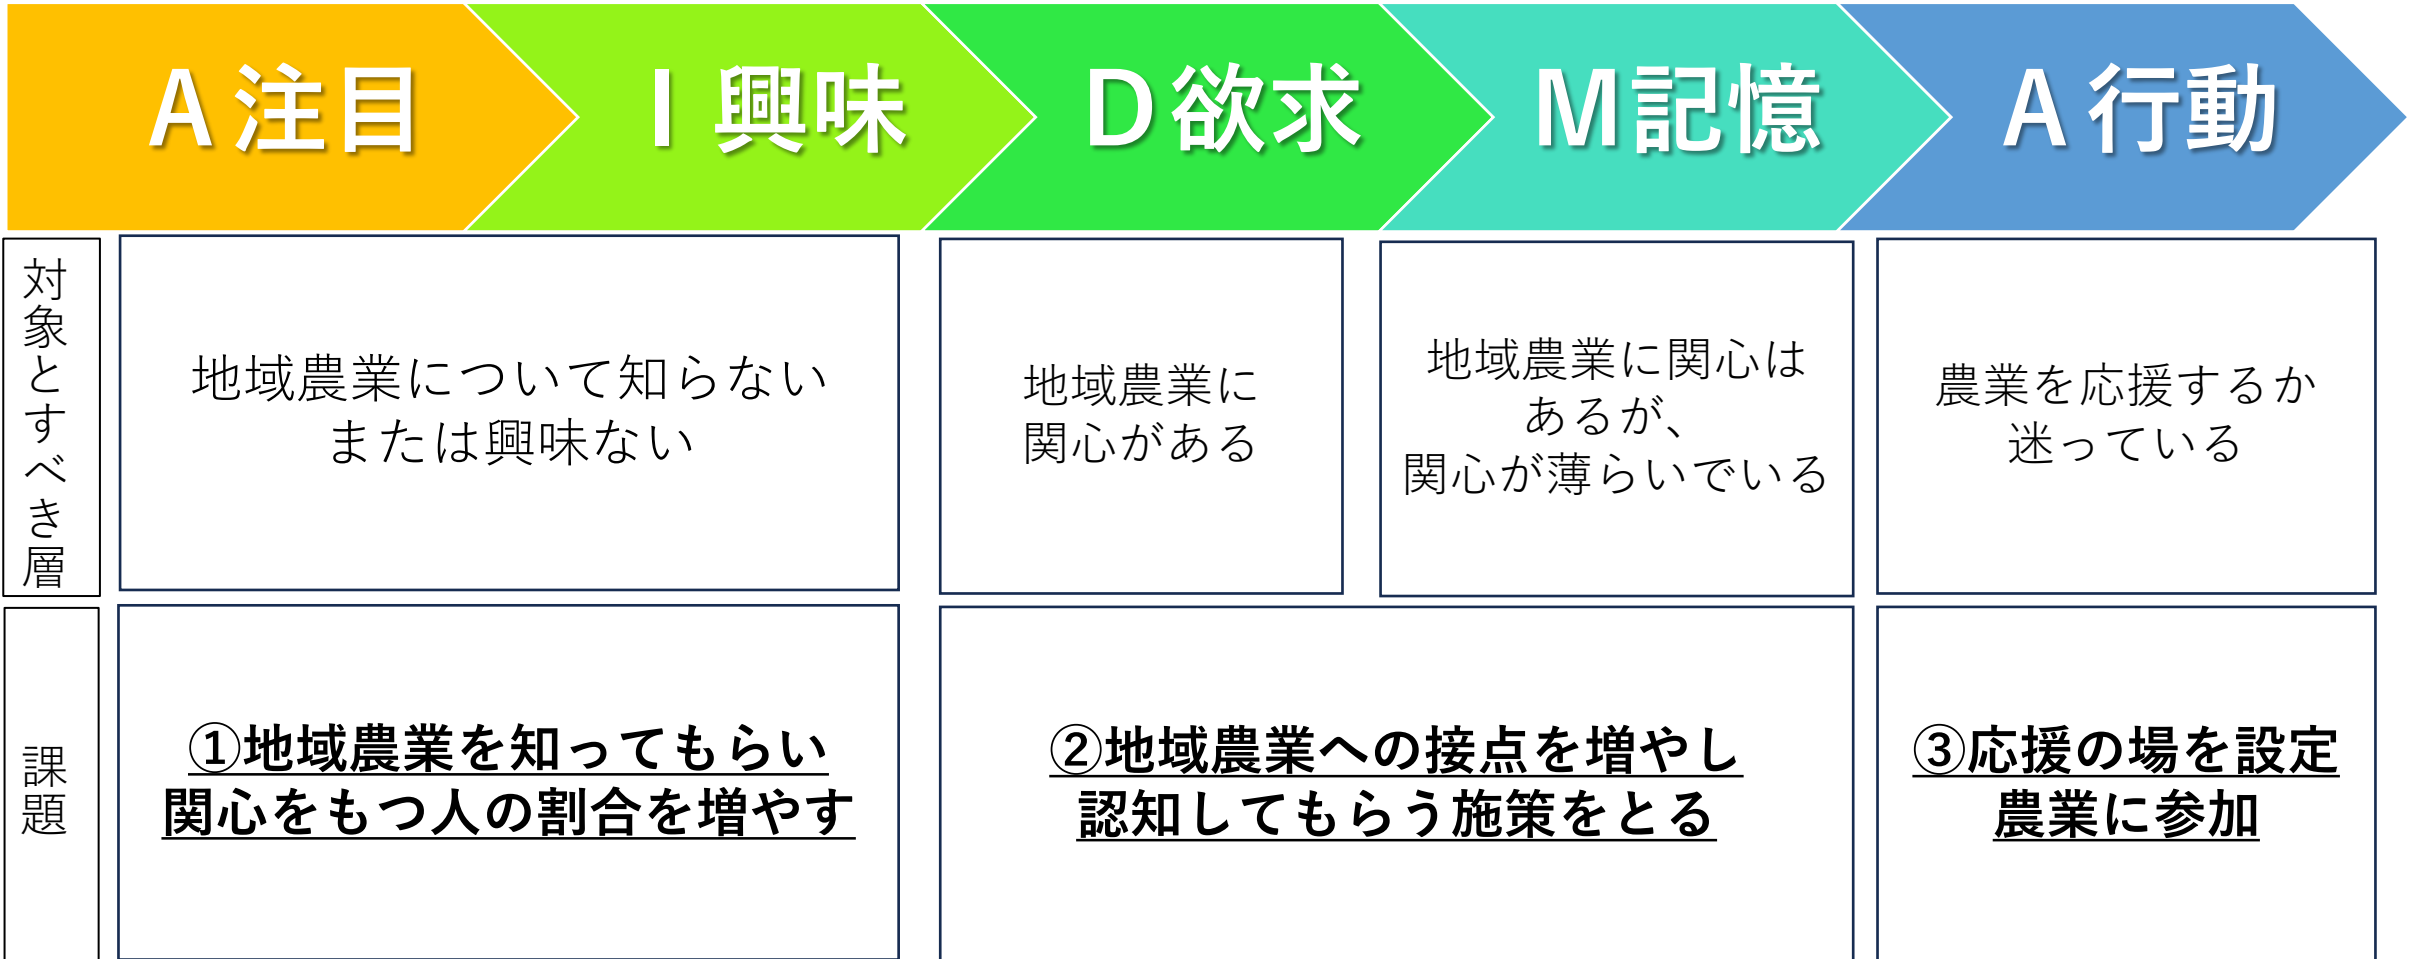 A 注目
I 興味
D 欲求
M 記憶
A 行動
対象とすべき層
地域農業について知らない
または興味ない
地域農業に
関心がある
地域農業に関心は
あるが、
関心が薄らいでいる
農業を応援するか
迷っている
課題
①地域農業を知ってもらい
関心をもつ人の割合を増やす
②地域農業への接点を増やし
認知してもらう施策をとる
③応援の場を設定
農業に参加